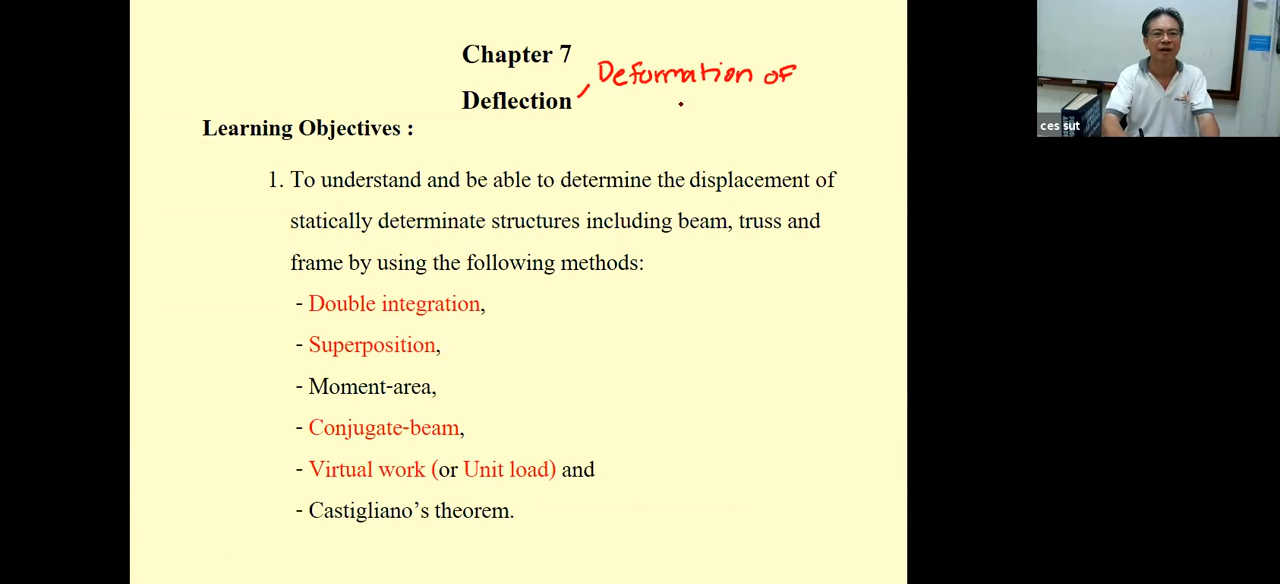 Chapter 7
Deflection, Deformation of
Learning Objectives :
1. To understand and be able to determine the displacement of
statically determinate structures including beam, truss and
frame by using the following methods:
- Double integration,
- Superposition,
- Moment-area,
- Conjugate-beam,
- Virtual work (or Unit load) and
- Castigliano's theorem.
ces sut